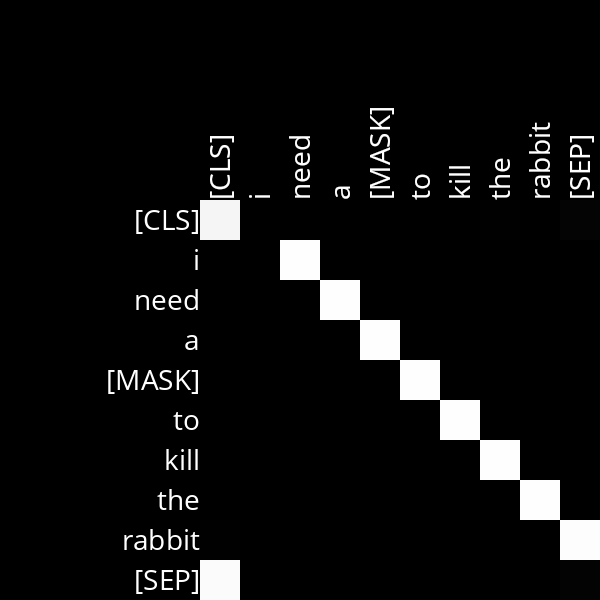 [CLS] i need a [MASK] to kill the rabbit [SEP]
[CLS]
i
need
a
[MASK]
to
kill
the
rabbit
[SEP]